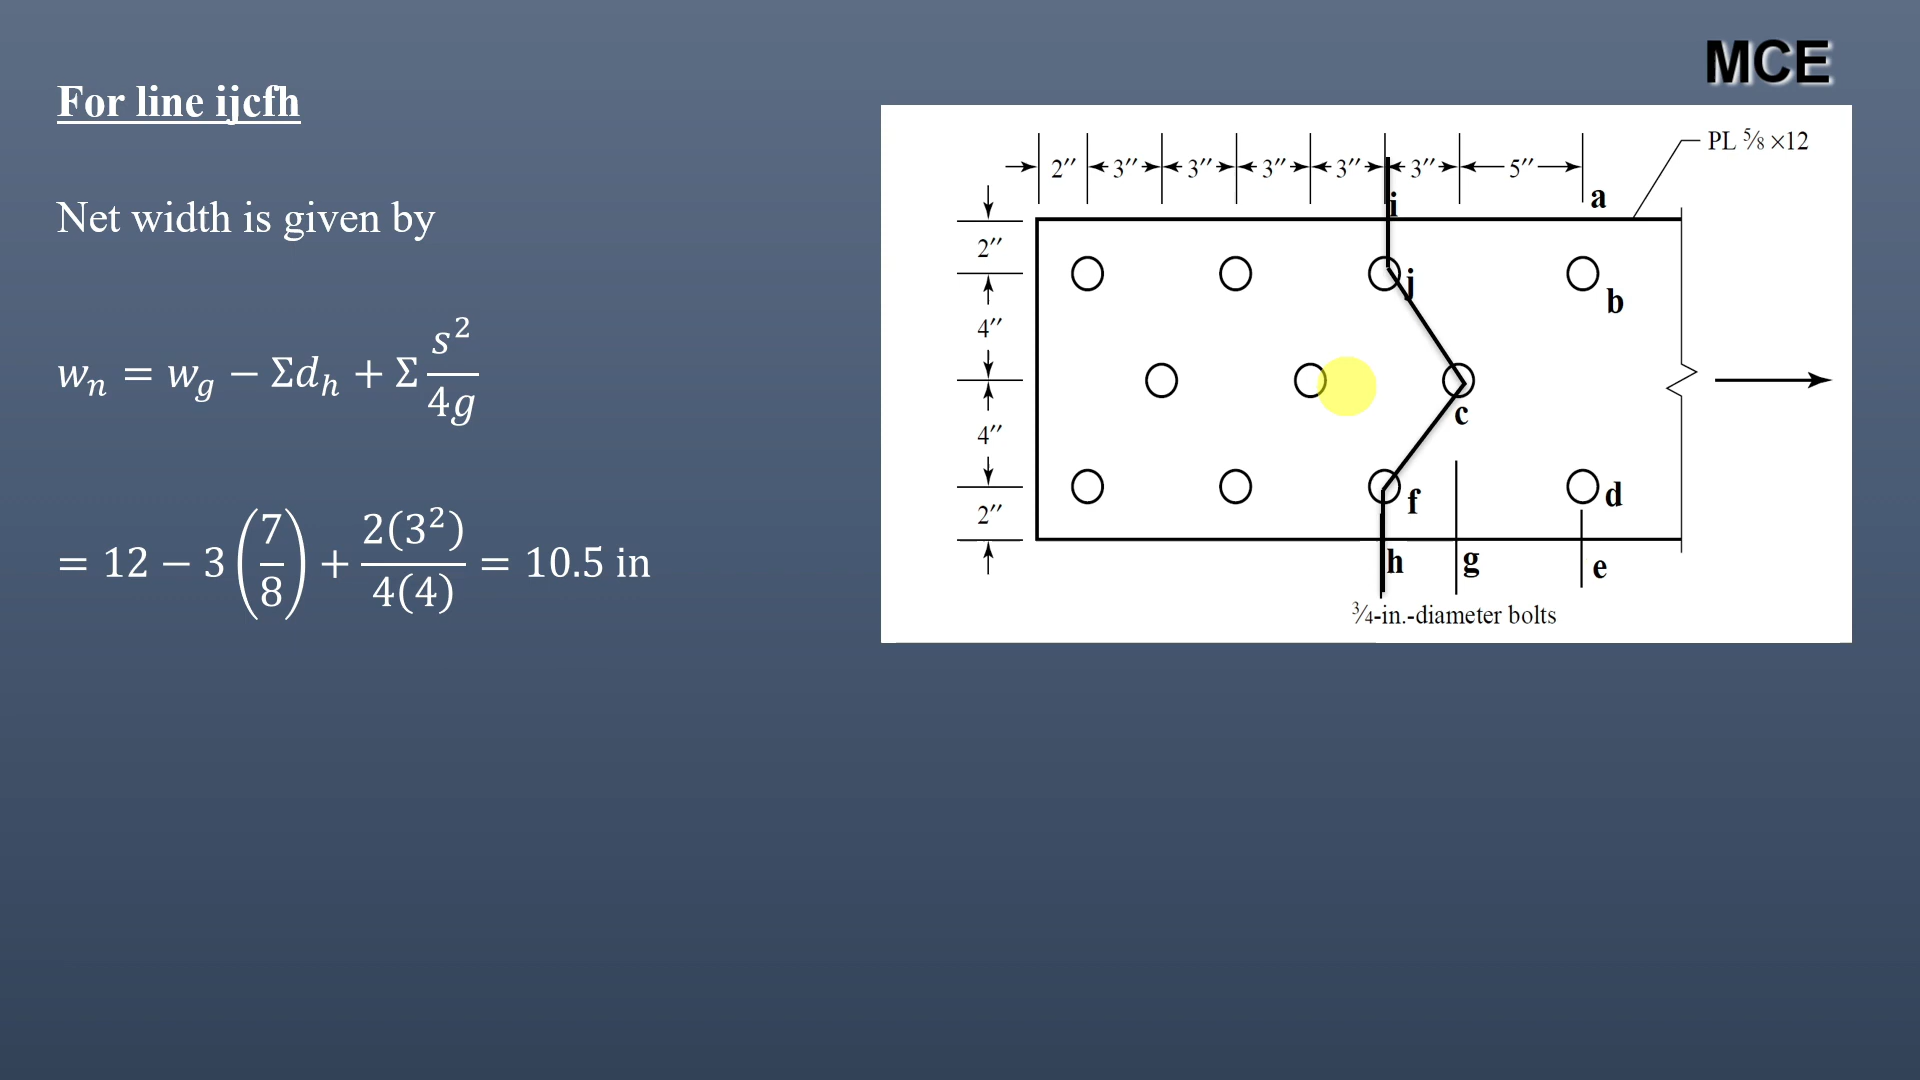 MCE
For line ijcfh
Net width is given by
wₙ = w_g − Σdₕ + Σ s²/4g
= 12 − 3(7/8) + 2(3²)/4(4) = 10.5 in
PL ⅝ ×12
2″ 3″ 3″ 3″ 3″ 3″ 5″
a
i
2″
j
b
4″
c
4″
f
d
2″
h
g
e
¾-in.-diameter bolts